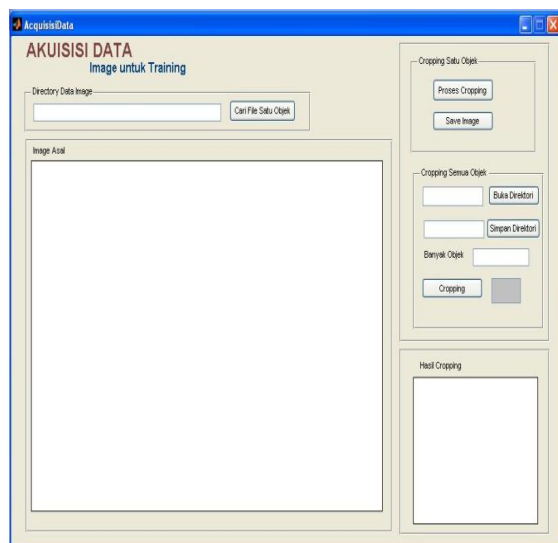 AcquisisiData
AKUISISI DATA
Image untuk Training
Directory Data Image
Cari File Satu Objek
Image Asal
Cropping Satu Objek
Proses Cropping
Save Image
Cropping Semua Objek
Buka Direktori
Simpan Direktori
Banyak Objek
Cropping
Hasil Cropping